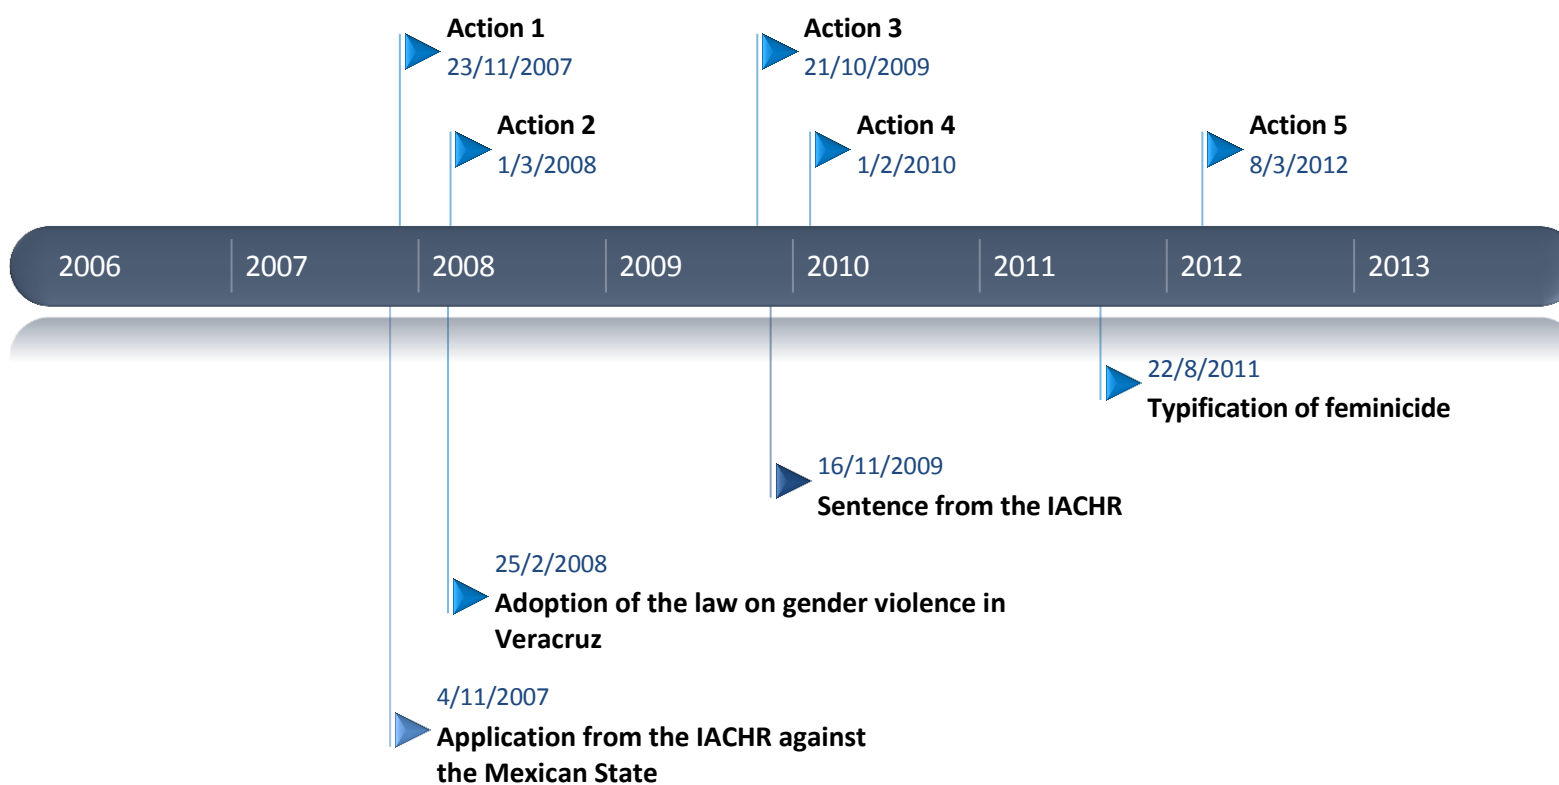 Action 1
23/11/2007
Action 3
21/10/2009
Action 2
1/3/2008
Action 4
1/2/2010
Action 5
8/3/2012
2006
2007
2008
2009
2010
2011
2012
2013
22/8/2011
Typification of feminicide
16/11/2009
Sentence from the IACHR
25/2/2008
Adoption of the law on gender violence in
Veracruz
4/11/2007
Application from the IACHR against
the Mexican State